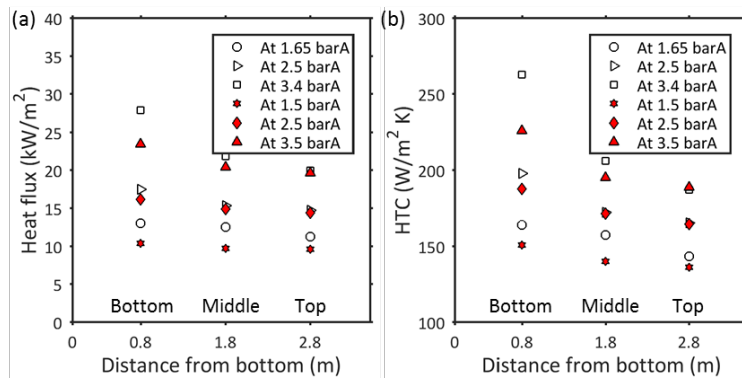 (a)
40
35
30
25
20
15
10
5
0
Heat flux (kW/m²)
At 1.65 barA
At 2.5 barA
At 3.4 barA
At 1.5 barA
At 2.5 barA
At 3.5 barA
Bottom Middle Top
0 0.8 1.8 2.8
Distance from bottom (m)
(b)
300
250
200
150
100
HTC (W/m² K)
At 1.65 barA
At 2.5 barA
At 3.4 barA
At 1.5 barA
At 2.5 barA
At 3.5 barA
Bottom Middle Top
0 0.8 1.8 2.8
Distance from bottom (m)